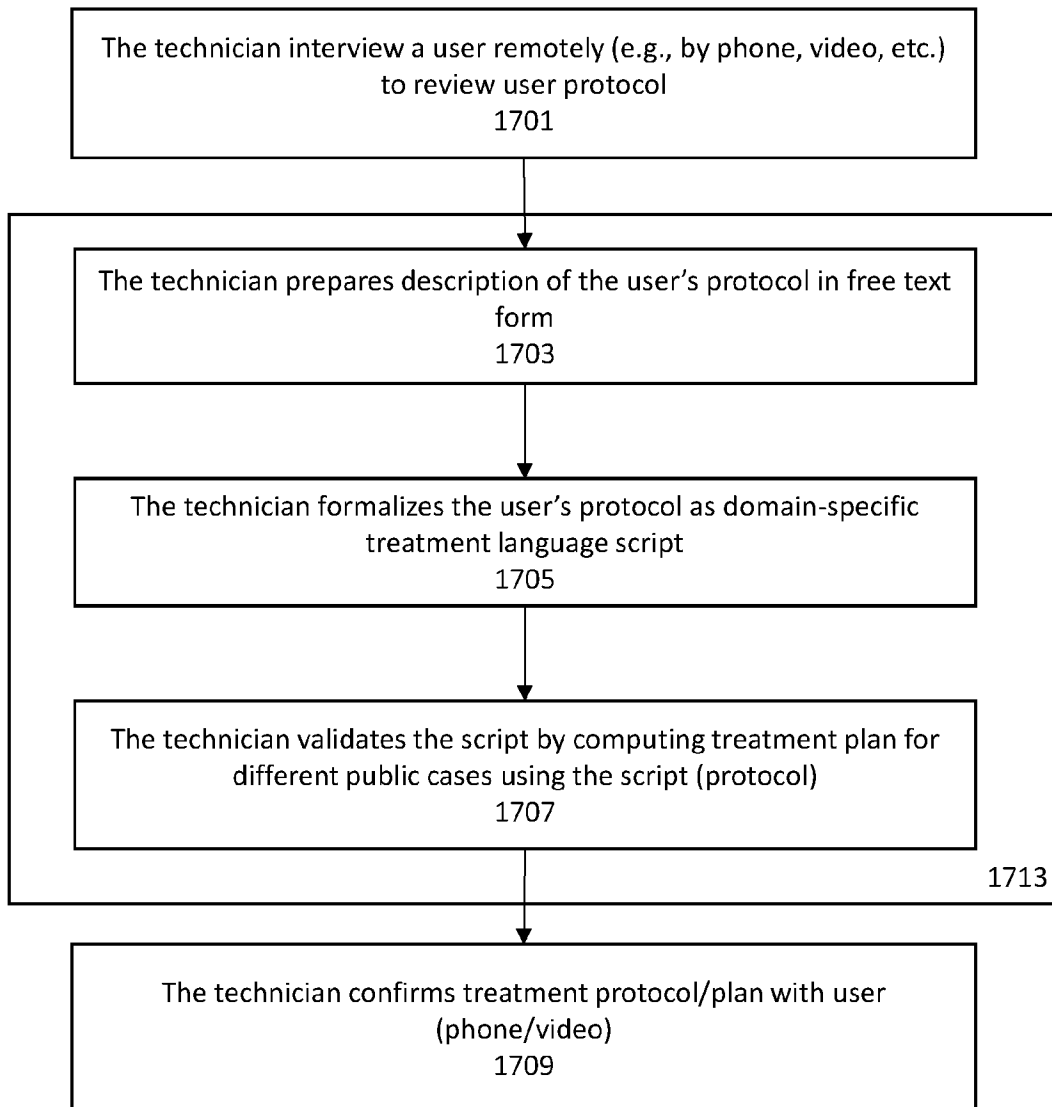 The technician interview a user remotely (e.g., by phone, video, etc.)
to review user protocol
1701
The technician prepares description of the user's protocol in free text
form
1703
The technician formalizes the user's protocol as domain-specific
treatment language script
1705
The technician validates the script by computing treatment plan for
different public cases using the script (protocol)
1707
1713
The technician confirms treatment protocol/plan with user
(phone/video)
1709